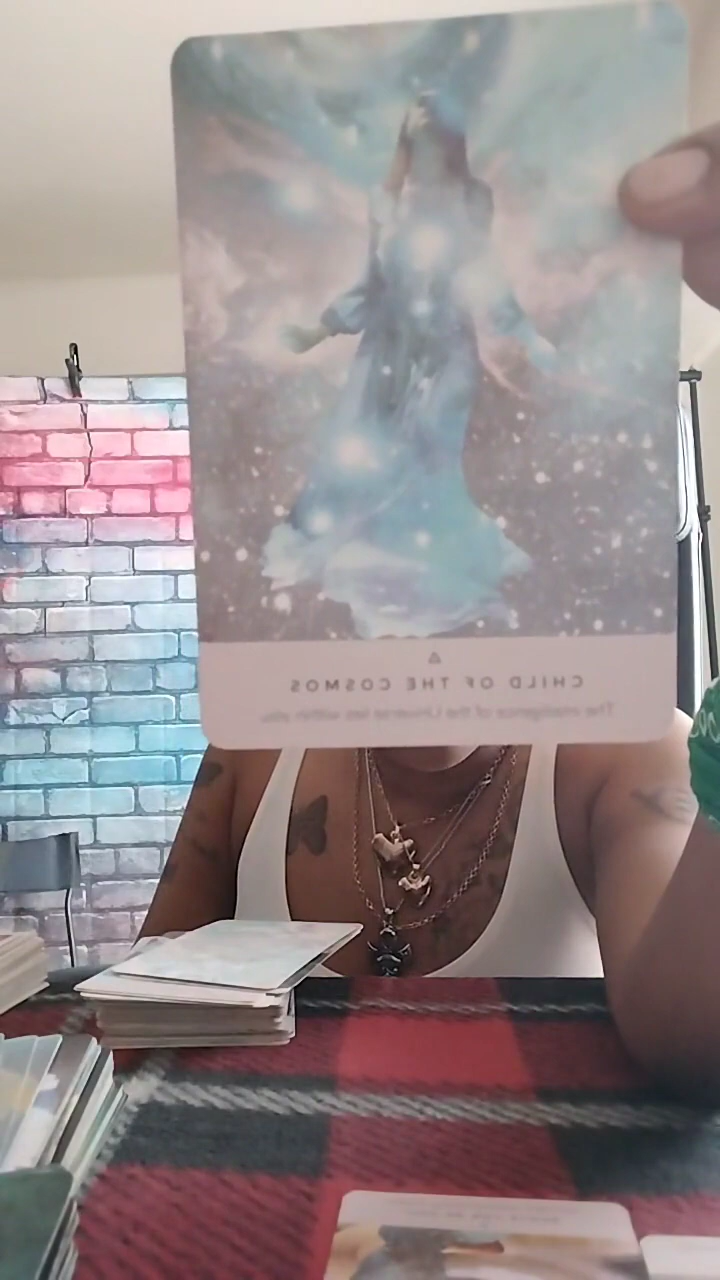 CHILD OF THE COSMOS
The intelligence of the Universe lies within you.